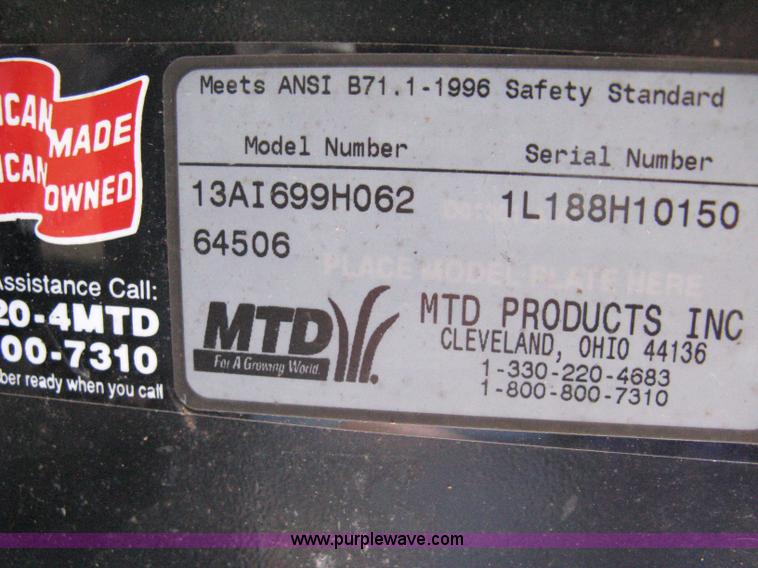 Meets ANSI B71.1-1996 Safety Standard
Model Number Serial Number
13AI699H062 1L188H10150
64506
PLACE MODEL PLATE HERE
MTD
For A Growing World.
MTD PRODUCTS INC
CLEVELAND, OHIO 44136
1-330-220-4683
1-800-800-7310
ICAN MADE
ICAN OWNED
Assistance Call:
20-4MTD
00-7310
ber ready when you call
www.purplewave.com